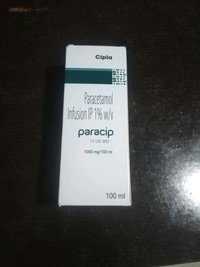 Cipla
Paracetamol
Infusion IP 1% w/v
paracip
I.V. USE ONLY
1000 mg/100 ml
100 ml